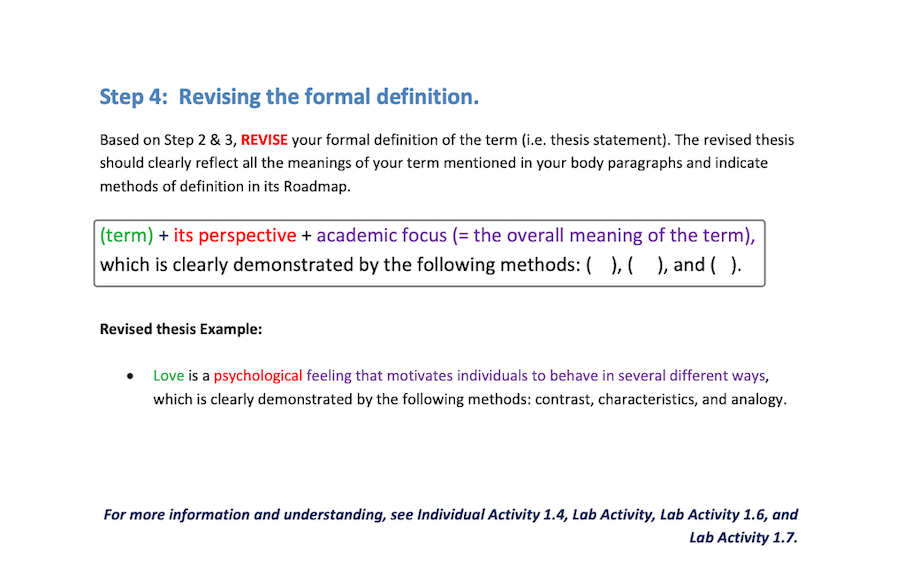 Step 4:  Revising the formal definition.
Based on Step 2 & 3, REVISE your formal definition of the term (i.e. thesis statement). The revised thesis
should clearly reflect all the meanings of your term mentioned in your body paragraphs and indicate
methods of definition in its Roadmap.
(term) + its perspective + academic focus (= the overall meaning of the term),
which is clearly demonstrated by the following methods: (   ), (    ), and (   ).
Revised thesis Example:
• Love is a psychological feeling that motivates individuals to behave in several different ways,
which is clearly demonstrated by the following methods: contrast, characteristics, and analogy.
For more information and understanding, see Individual Activity 1.4, Lab Activity, Lab Activity 1.6, and
Lab Activity 1.7.